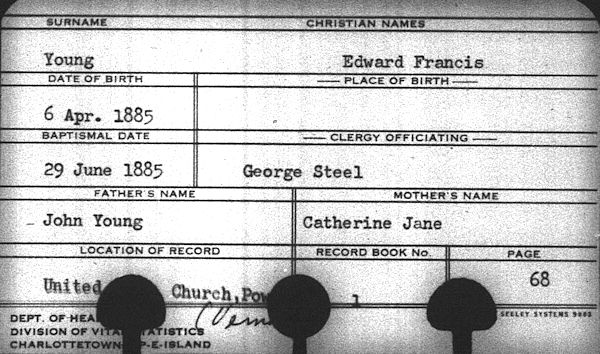 SURNAME CHRISTIAN NAMES
Young Edward Francis
DATE OF BIRTH PLACE OF BIRTH
6 Apr. 1885
BAPTISMAL DATE CLERGY OFFICIATING
29 June 1885 George Steel
FATHER'S NAME MOTHER'S NAME
John Young Catherine Jane
LOCATION OF RECORD RECORD BOOK No. PAGE
United Church, 1 68
SEELEY SYSTEMS
DEPT. OF
DIVISION OF
CHARLOTTETOWN P-E-ISLAND